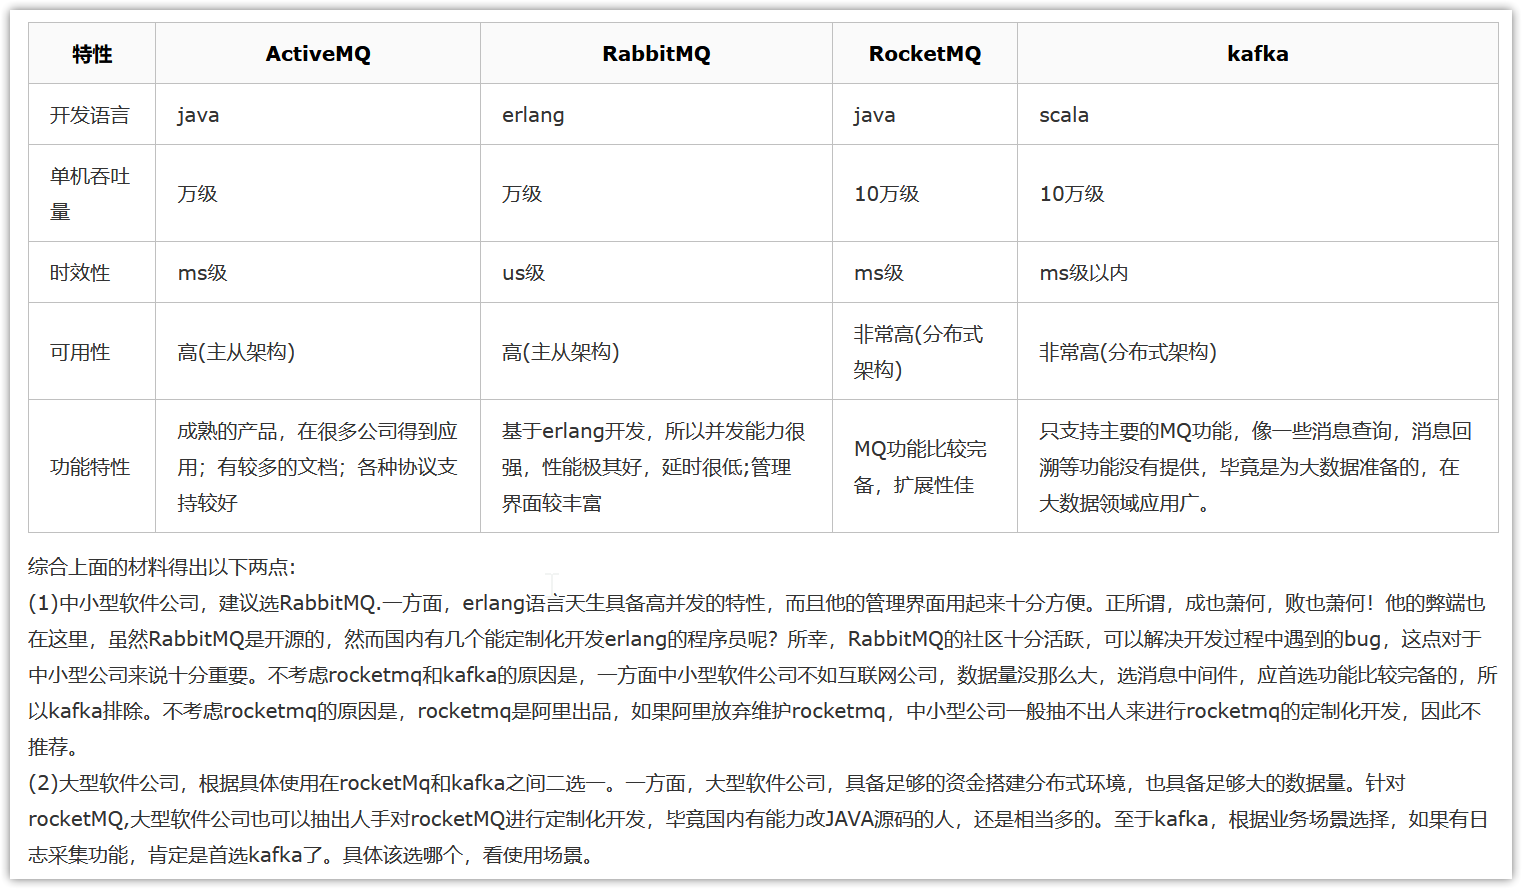 特性 ActiveMQ RabbitMQ RocketMQ kafka
开发语言 java erlang java scala
单机吞吐
量
万级 万级 10万级 10万级
时效性 ms级 us级 ms级 ms级以内
可用性 高(主从架构) 高(主从架构)
非常高(分布式
架构)
非常高(分布式架构)
功能特性
成熟的产品，在很多公司得到应
用；有较多的文档；各种协议支
持较好
基于erlang开发，所以并发能力很
强，性能极其好，延时很低;管理
界面较丰富
MQ功能比较完
备，扩展性佳
只支持主要的MQ功能，像一些消息查询，消息回
溯等功能没有提供，毕竟是为大数据准备的，在
大数据领域应用广。
综合上面的材料得出以下两点:
(1)中小型软件公司，建议选RabbitMQ.一方面，erlang语言天生具备高并发的特性，而且他的管理界面用起来十分方便。正所谓，成也萧何，败也萧何！他的弊端也
在这里，虽然RabbitMQ是开源的，然而国内有几个能定制化开发erlang的程序员呢？所幸，RabbitMQ的社区十分活跃，可以解决开发过程中遇到的bug，这点对于
中小型公司来说十分重要。不考虑rocketmq和kafka的原因是，一方面中小型软件公司不如互联网公司，数据量没那么大，选消息中间件，应首选功能比较完备的，所
以kafka排除。不考虑rocketmq的原因是，rocketmq是阿里出品，如果阿里放弃维护rocketmq，中小型公司一般抽不出人来进行rocketmq的定制化开发，因此不
推荐。
(2)大型软件公司，根据具体使用在rocketMq和kafka之间二选一。一方面，大型软件公司，具备足够的资金搭建分布式环境，也具备足够大的数据量。针对
rocketMQ,大型软件公司也可以抽出人手对rocketMQ进行定制化开发，毕竟国内有能力改JAVA源码的人，还是相当多的。至于kafka，根据业务场景选择，如果有日
志采集功能，肯定是首选kafka了。具体该选哪个，看使用场景。